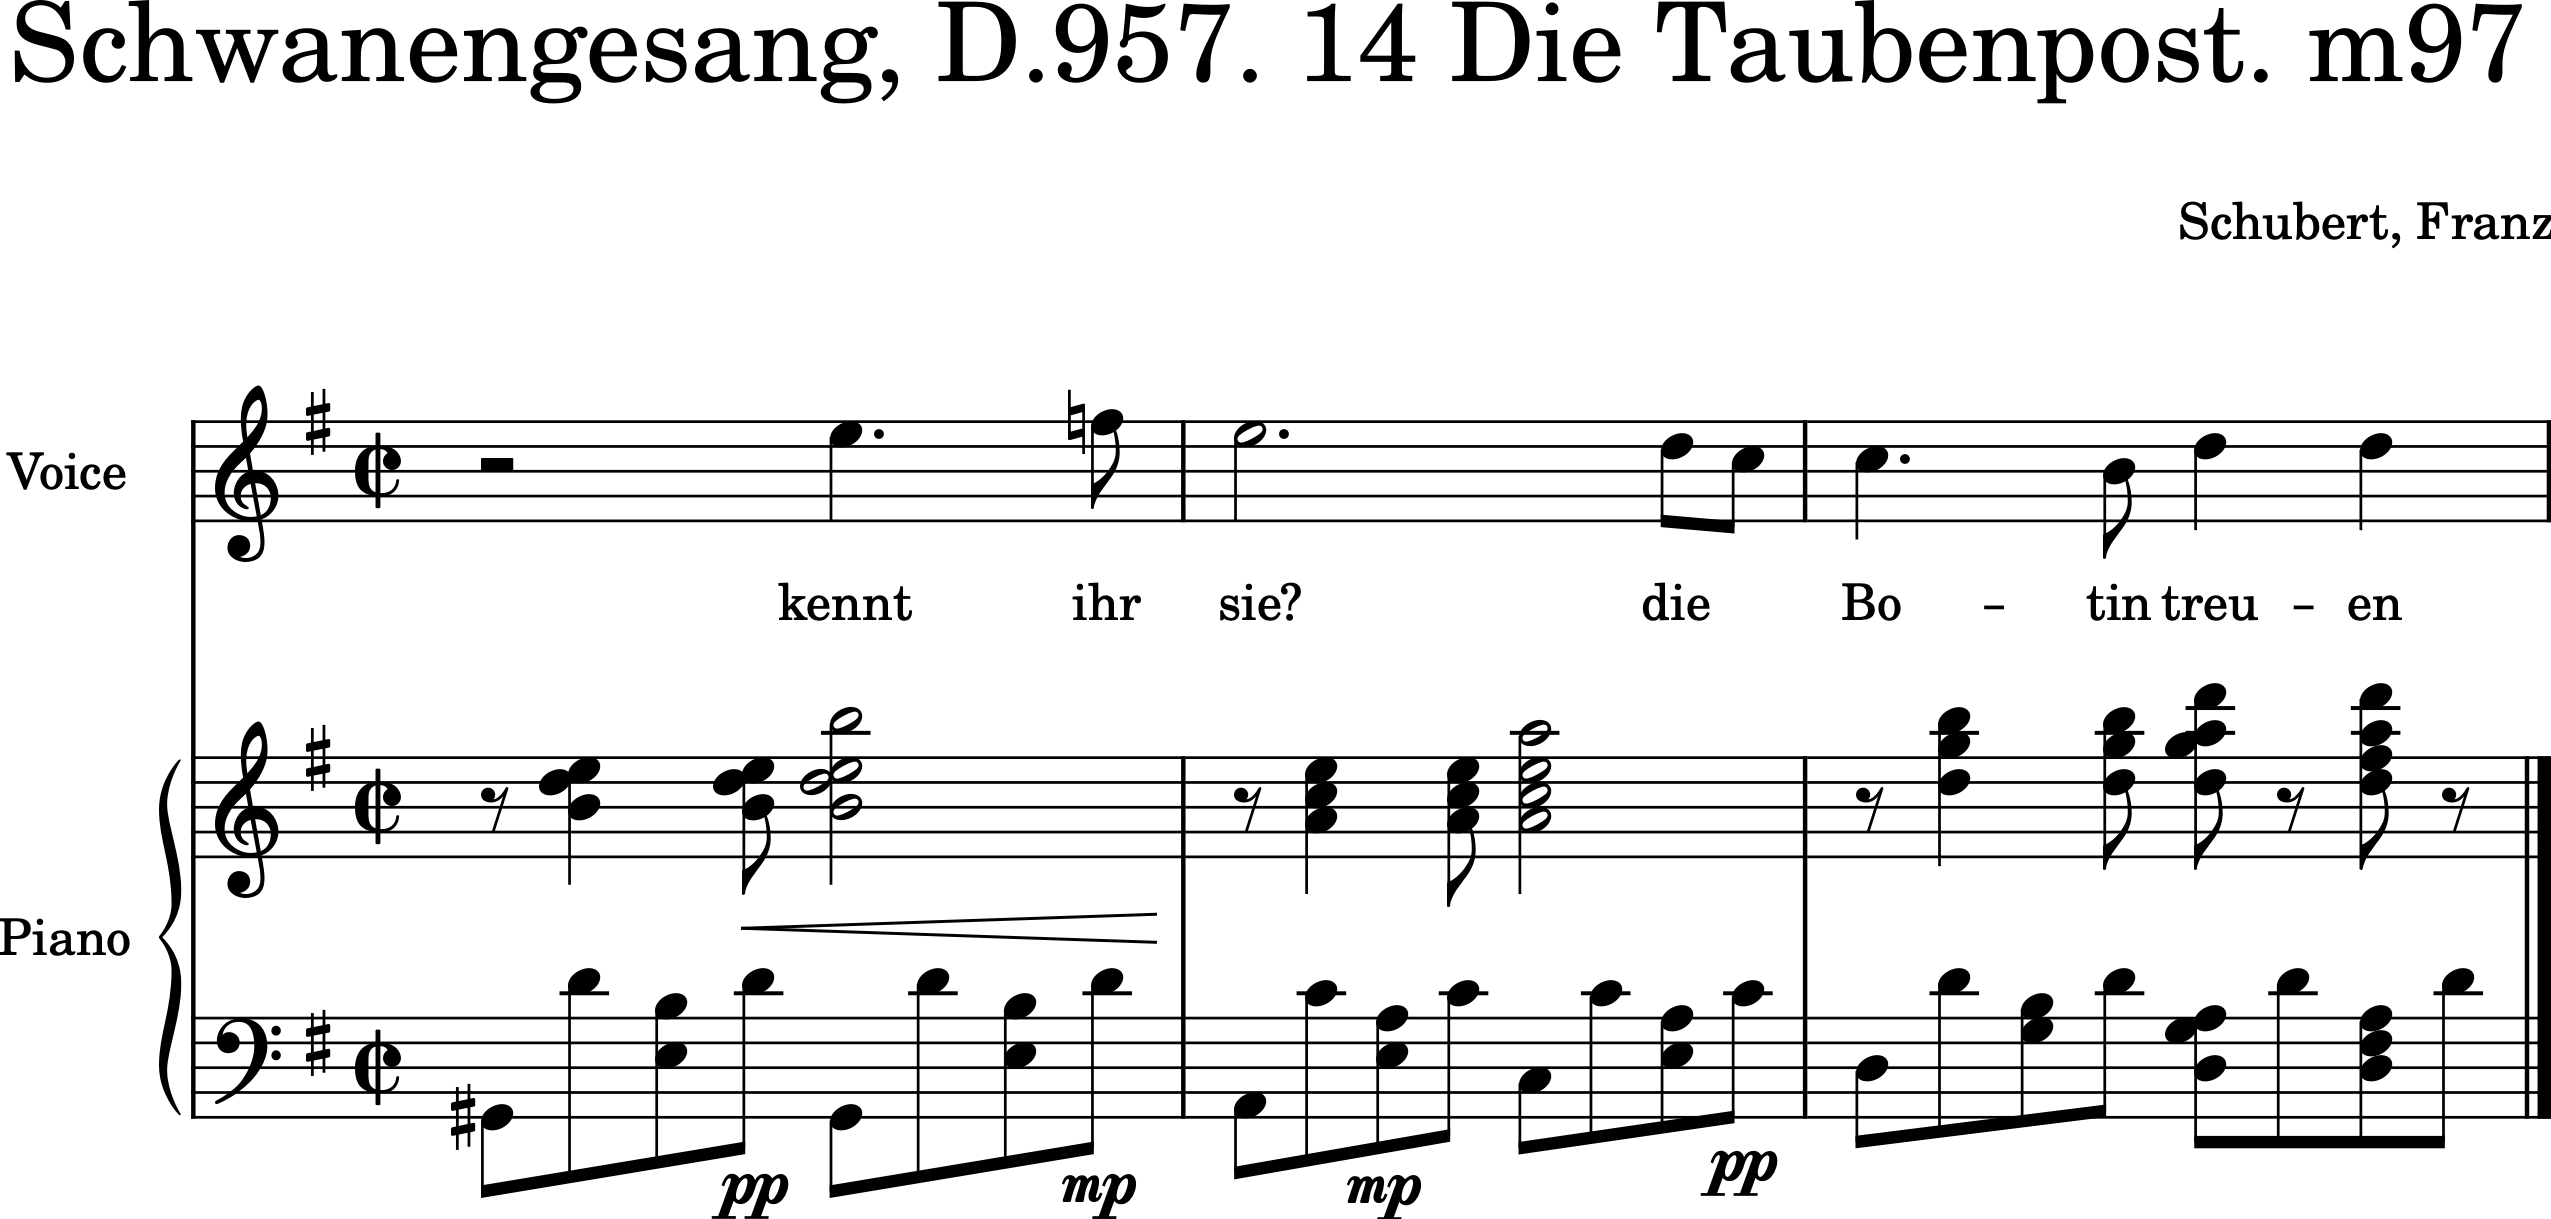 Schwanengesang, D.957. 14 Die Taubenpost. m97
Schubert, Franz
Voice
kennt ihr sie? die Bo - tin treu - en
Piano
pp mp mp pp